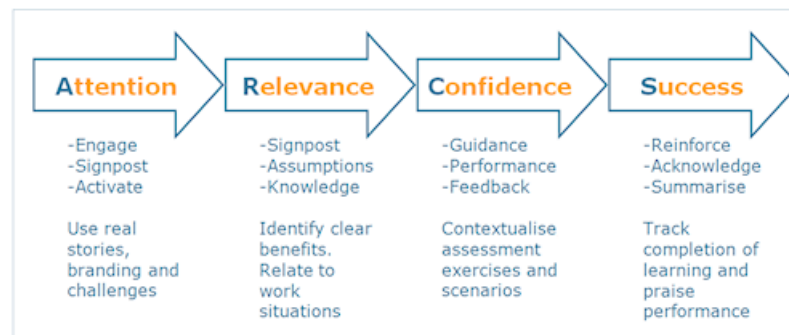 Attention
Relevance
Confidence
Success
-Engage
-Signpost
-Activate
Use real
stories,
branding and
challenges
-Signpost
-Assumptions
-Knowledge
Identify clear
benefits.
Relate to
work
situations
-Guidance
-Performance
-Feedback
Contextualise
assessment
exercises and
scenarios
-Reinforce
-Acknowledge
-Summarise
Track
completion of
learning and
praise
performance